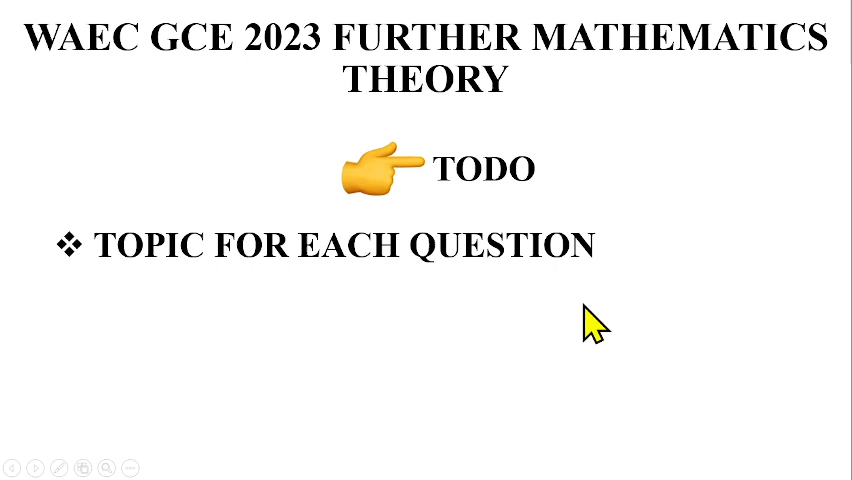 WAEC GCE 2023 FURTHER MATHEMATICS
THEORY
TODO
TOPIC FOR EACH QUESTION